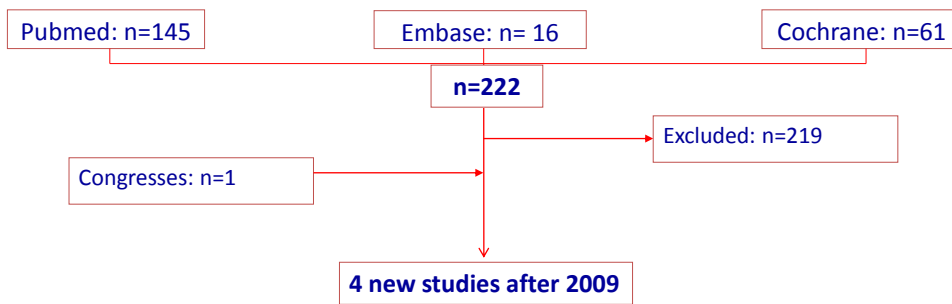 Pubmed: n=145
Embase: n= 16
Cochrane: n=61
n=222
Excluded: n=219
Congresses: n=1
4 new studies after 2009